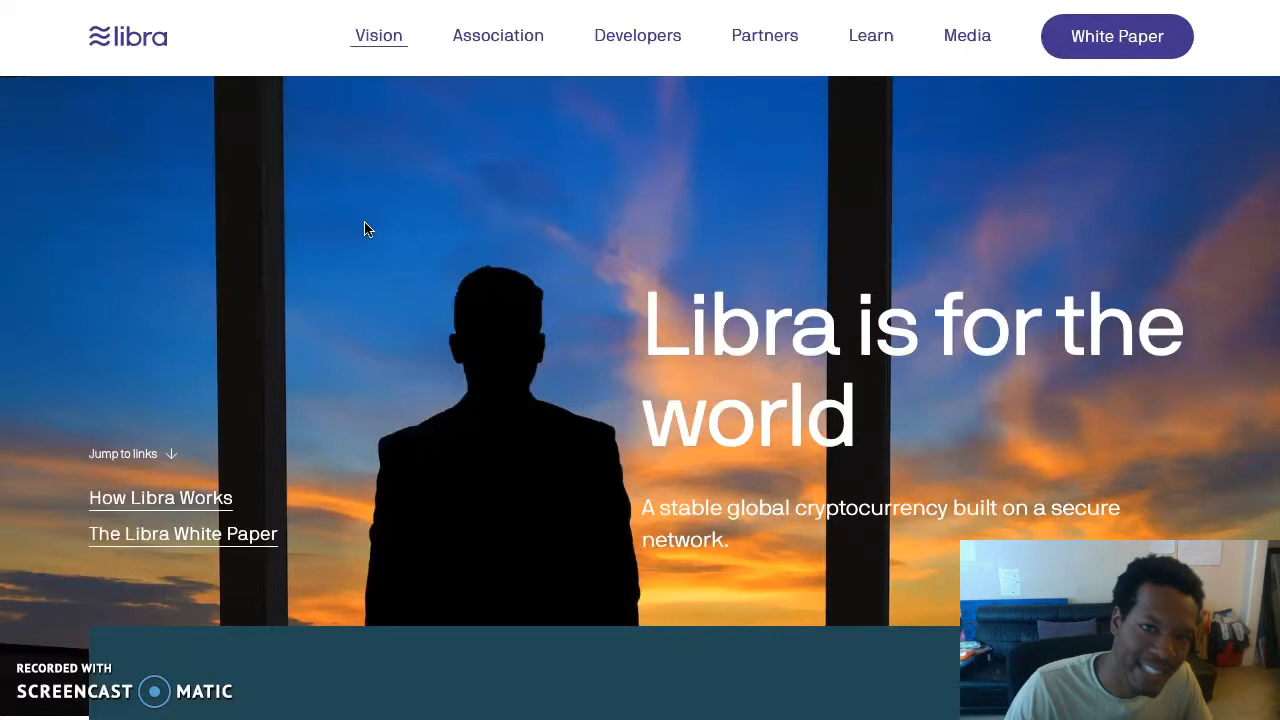 libra
Vision
Association
Developers
Partners
Learn
Media
White Paper
Libra is for the
world
Jump to links
How Libra Works
The Libra White Paper
A stable global cryptocurrency built on a secure
network.
RECORDED WITH
SCREENCAST MATIC